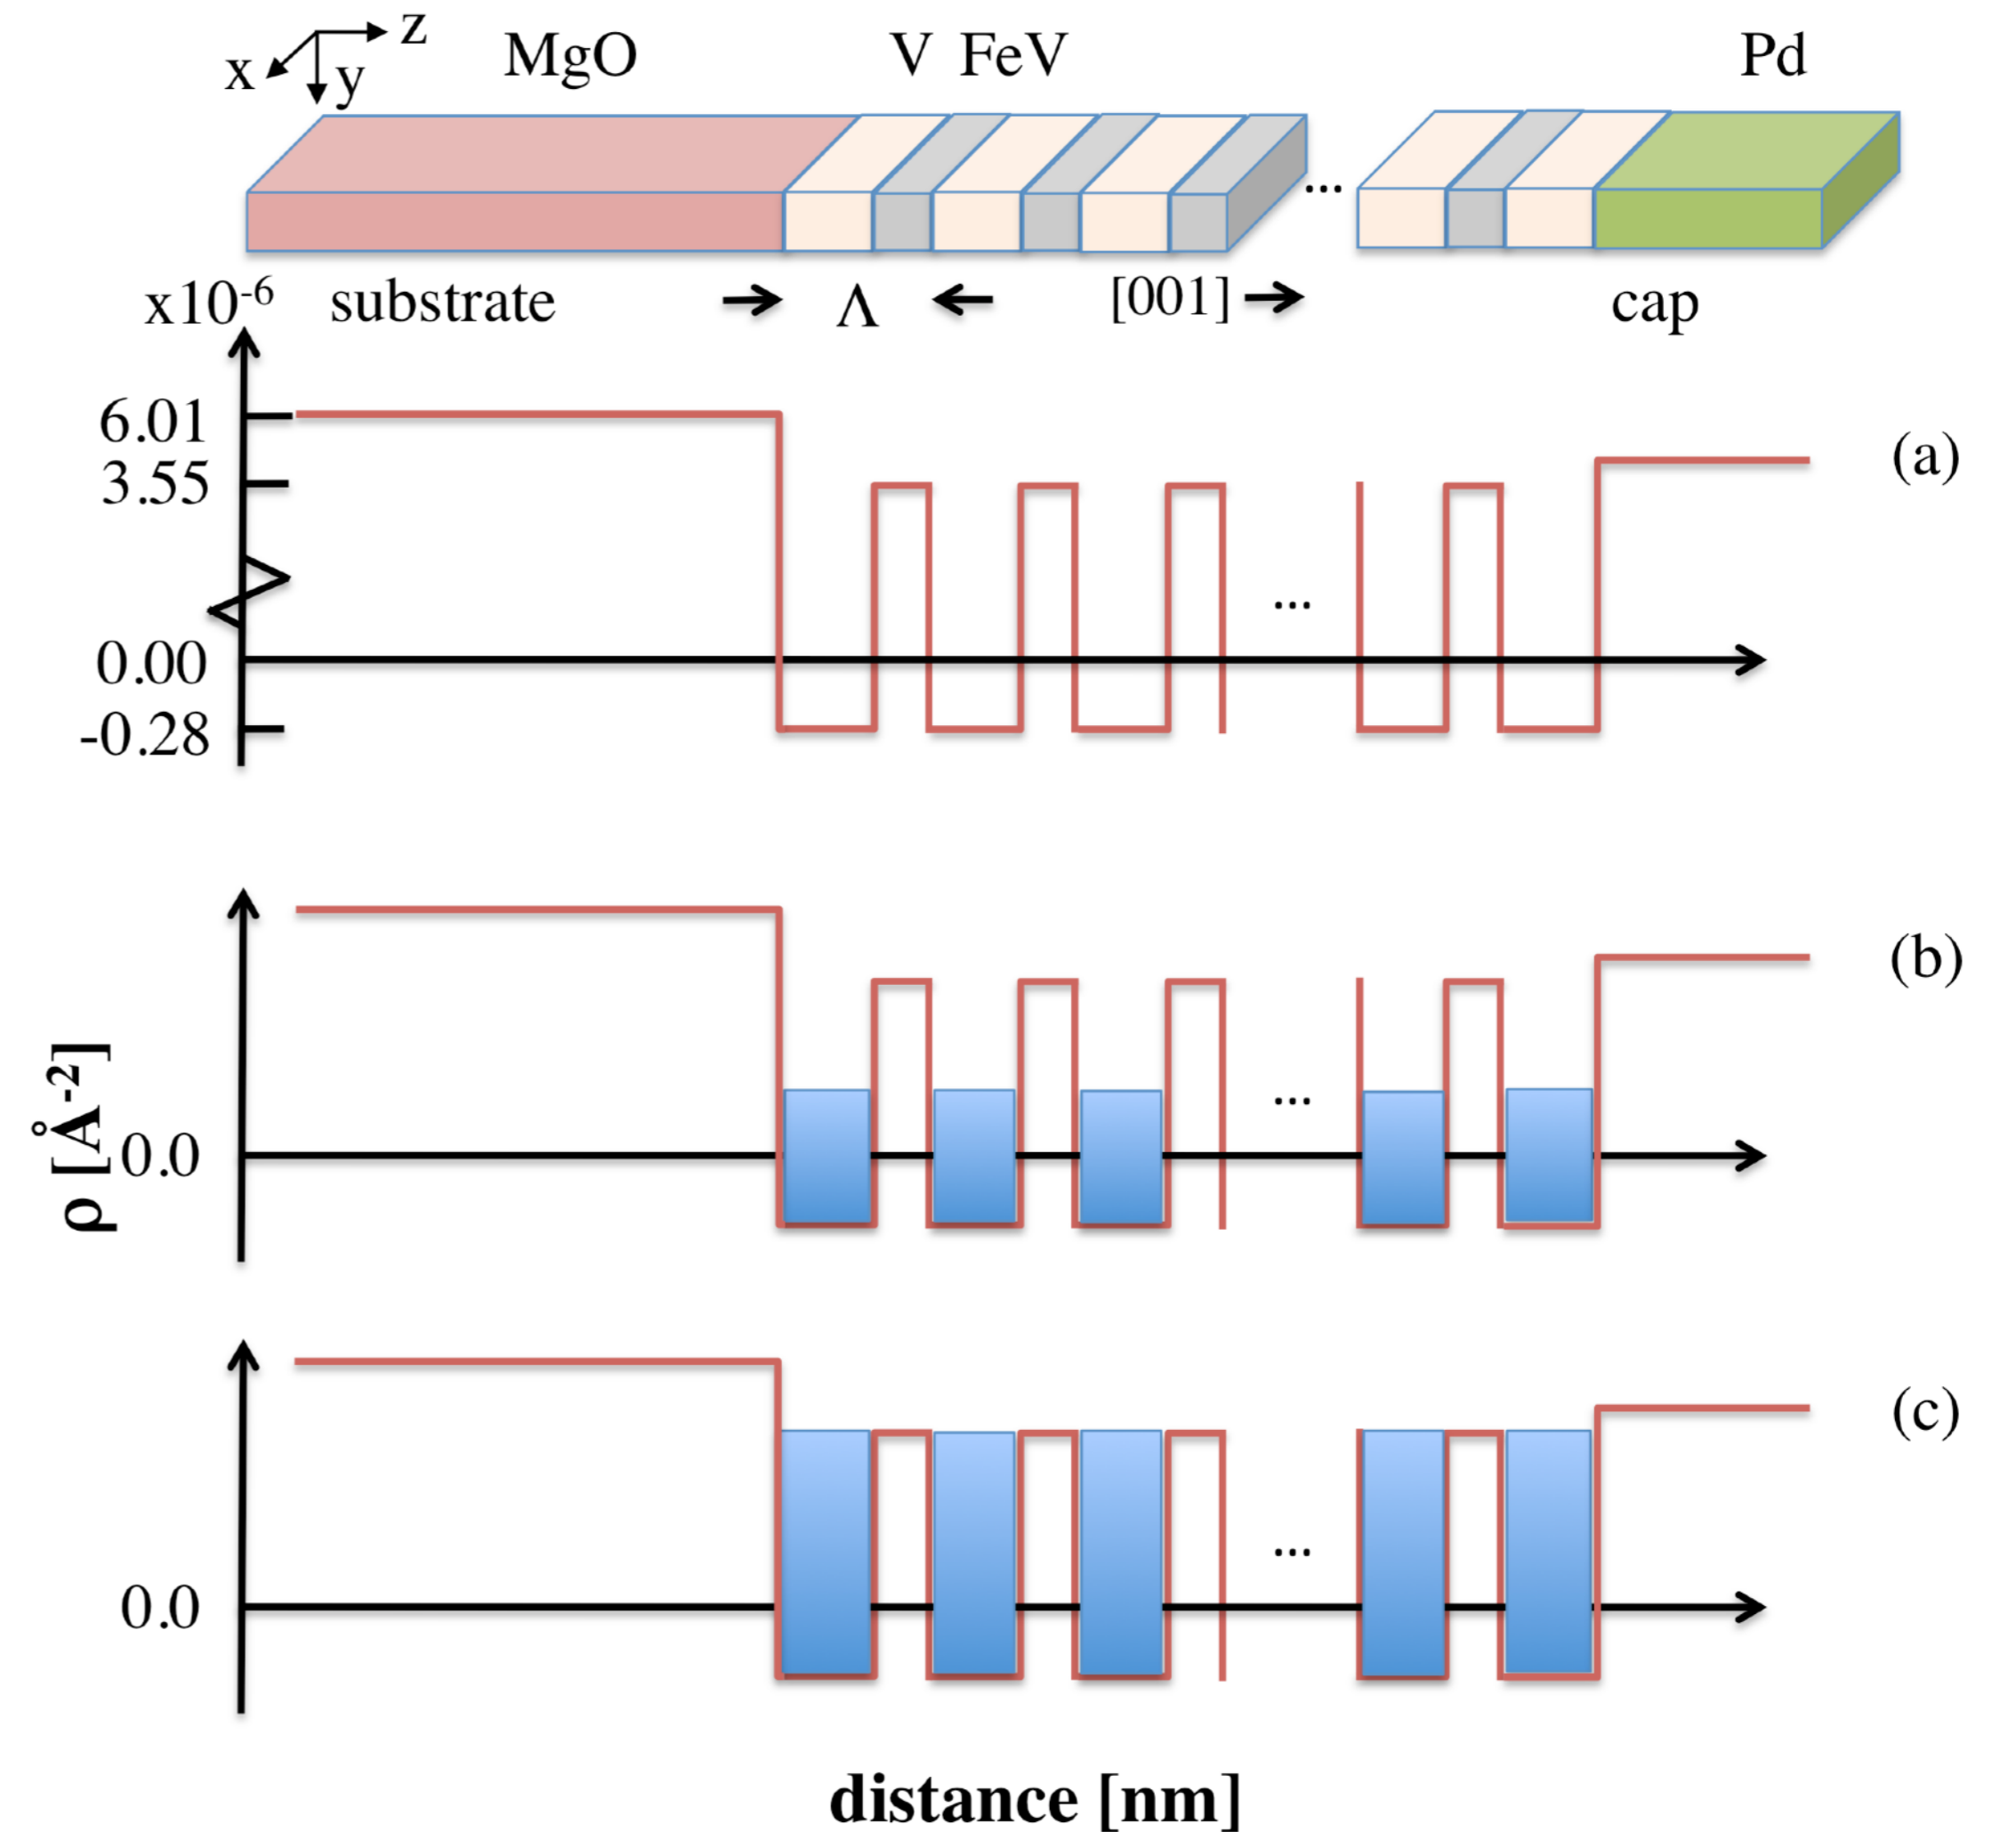 z
x
y
MgO V FeV Pd
...
x10-6 substrate Λ [001] cap
6.01
3.55
0.00
-0.28
...
(a)
(b)
...
ρ [Å-2]
0.0
(c)
...
0.0
distance [nm]